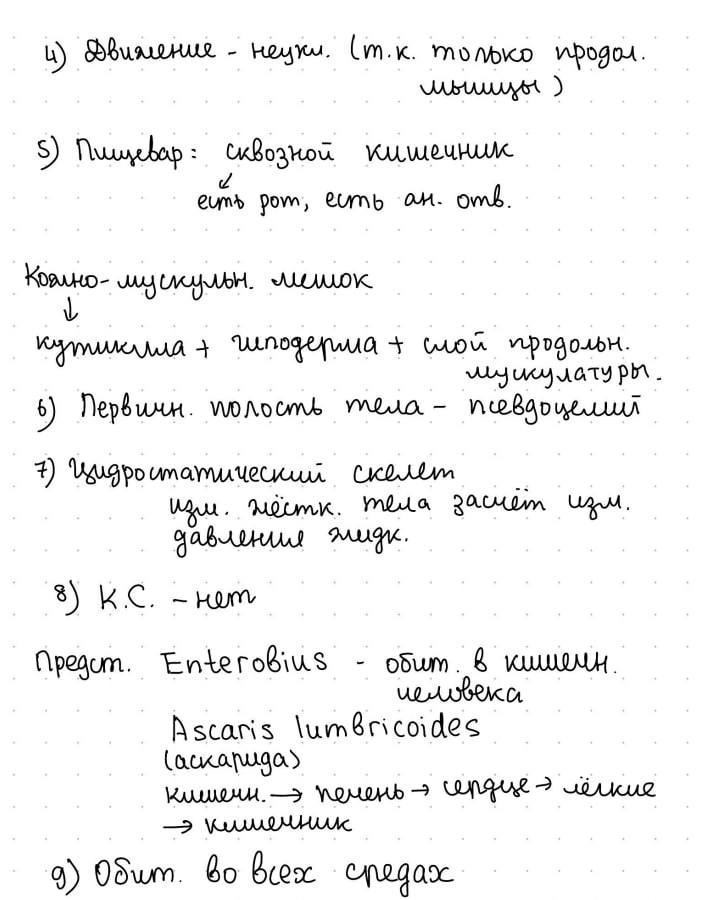 4) Движение - неуки. (т.к. только продол.
мышцы)
5) Пищевар: сквозной кишечник
↓
есть рот, есть ан. отв.
Кожно-мускульн. мешок
↓
кутикула + гиподерма + слой продольн.
мускулатуры.
6) Первичн. полость тела - псевдоцелий
7) Гидростатический скелет
изм. жёстк. тела засчёт изм.
давления жидк.
8) К.С. - нет
Предст. Enterobius - обит. в кишечн.
человека
Ascaris lumbricoides
(аскарида)
кишечн. → печень → сердце → лёгкие
→ кишечник
9) Обит. во всех средах